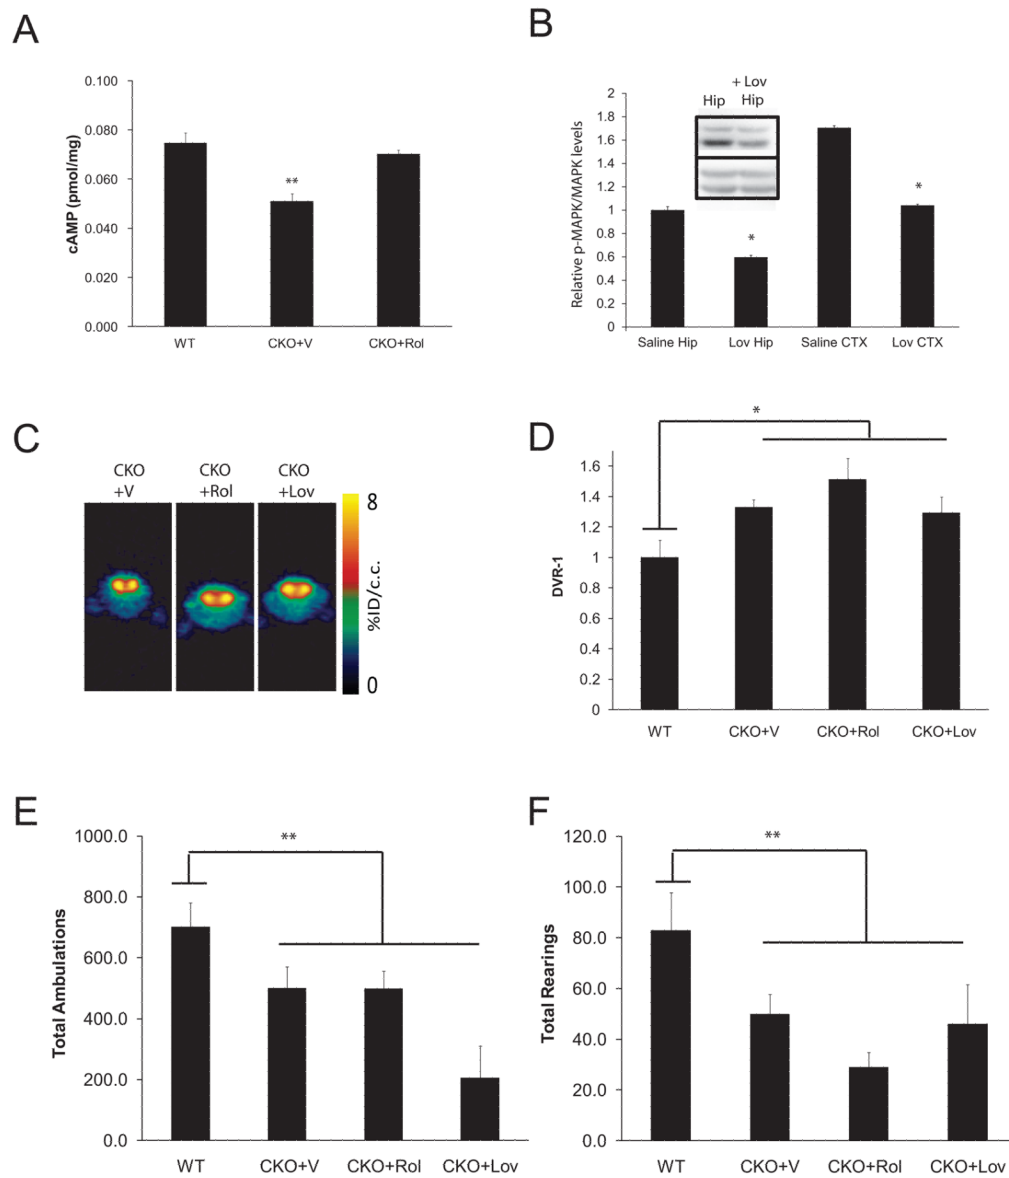 A
cAMP (pmol/mg)
0.100
0.080
0.060
0.040
0.020
0.000
**
WT
CKO+V
CKO+Rol
B
Relative p-MAPK/MAPK levels
2
1.8
1.6
1.4
1.2
1
0.8
0.6
0.4
0.2
0
+ Lov
Hip Hip
*
*
Saline Hip
Lov Hip
Saline CTX
Lov CTX
C
CKO
+V
CKO
+Rol
CKO
+Lov
8
%ID/c.c.
0
D
*
DVR-1
1.6
1.4
1.2
1
0.8
0.6
0.4
0.2
0
WT
CKO+V
CKO+Rol
CKO+Lov
E
**
Total Ambulations
1000.0
800.0
600.0
400.0
200.0
0.0
WT
CKO+V
CKO+Rol
CKO+Lov
F
**
Total Rearings
120.0
100.0
80.0
60.0
40.0
20.0
0.0
WT
CKO+V
CKO+Rol
CKO+Lov